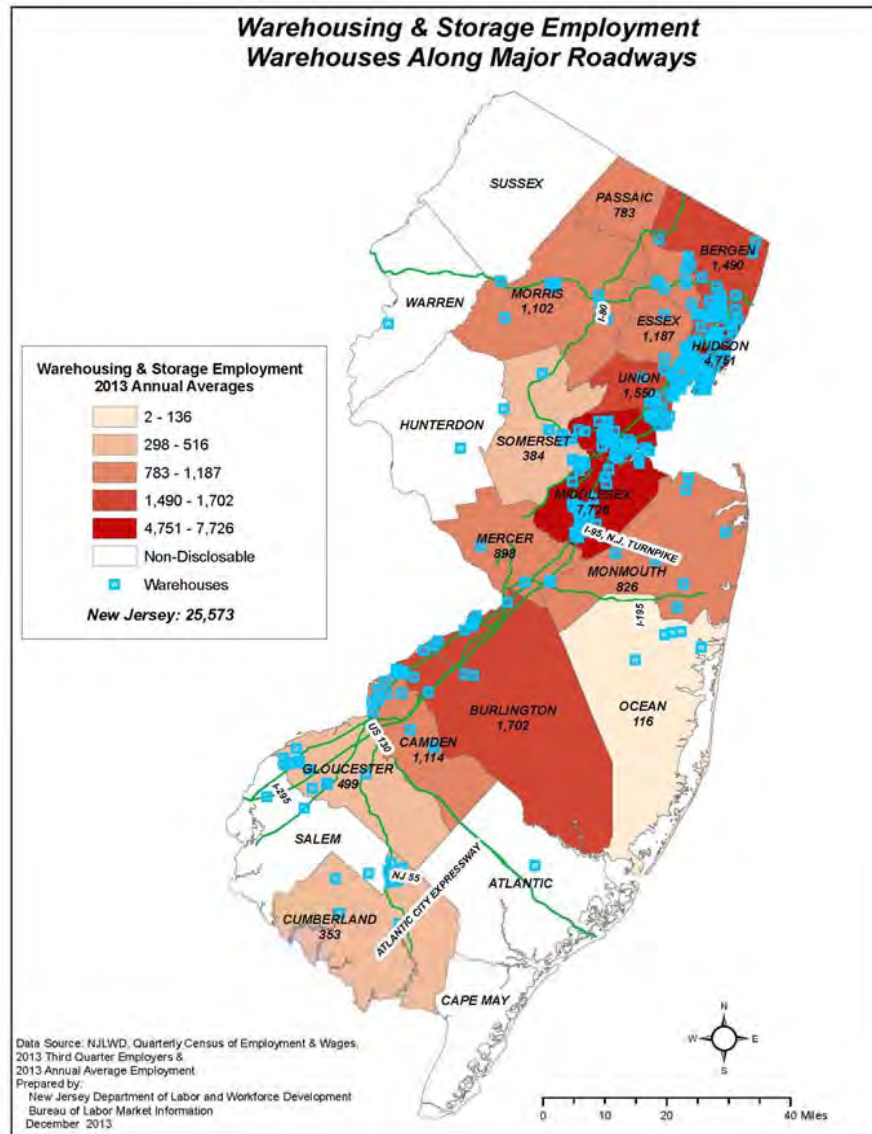 Warehousing & Storage Employment
Warehouses Along Major Roadways
SUSSEX
PASSAIC
783
BERGEN
1,490
WARREN
MORRIS
1,102
I-80
ESSEX
1,187
HUDSON
4,751
UNION
1,550
Warehousing & Storage Employment
2013 Annual Averages
2 - 136
298 - 516
783 - 1,187
1,490 - 1,702
4,751 - 7,726
Non-Disclosable
Warehouses
New Jersey: 25,573
HUNTERDON
SOMERSET
384
MIDDLESEX
7,726
MERCER
898
I-95, N.J. TURNPIKE
MONMOUTH
826
I-195
OCEAN
116
BURLINGTON
1,702
US 130
CAMDEN
1,114
GLOUCESTER
499
I-295
SALEM
NJ 55
ATLANTIC CITY EXPRESSWAY
ATLANTIC
CUMBERLAND
353
CAPE MAY
N
W E
S
Data Source: NJLWD, Quarterly Census of Employment & Wages,
2013 Third Quarter Employers &
2013 Annual Average Employment
Prepared by:
New Jersey Department of Labor and Workforce Development
Bureau of Labor Market Information
December 2013
0 10 20 30 40 Miles